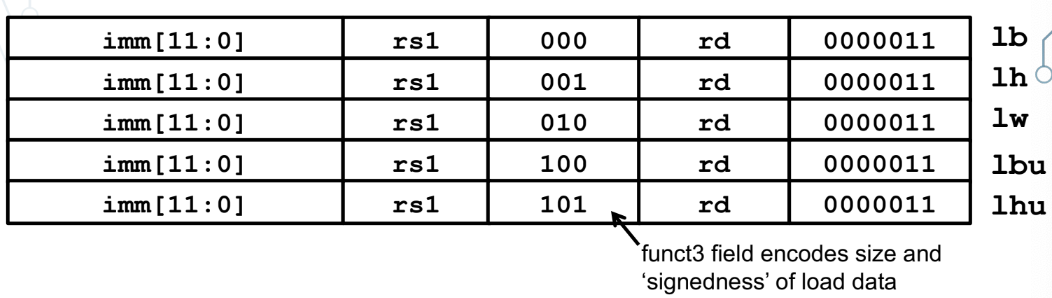 imm[11:0] rs1 000 rd 0000011 lb
imm[11:0] rs1 001 rd 0000011 lh
imm[11:0] rs1 010 rd 0000011 lw
imm[11:0] rs1 100 rd 0000011 lbu
imm[11:0] rs1 101 rd 0000011 lhu
funct3 field encodes size and
‘signedness’ of load data